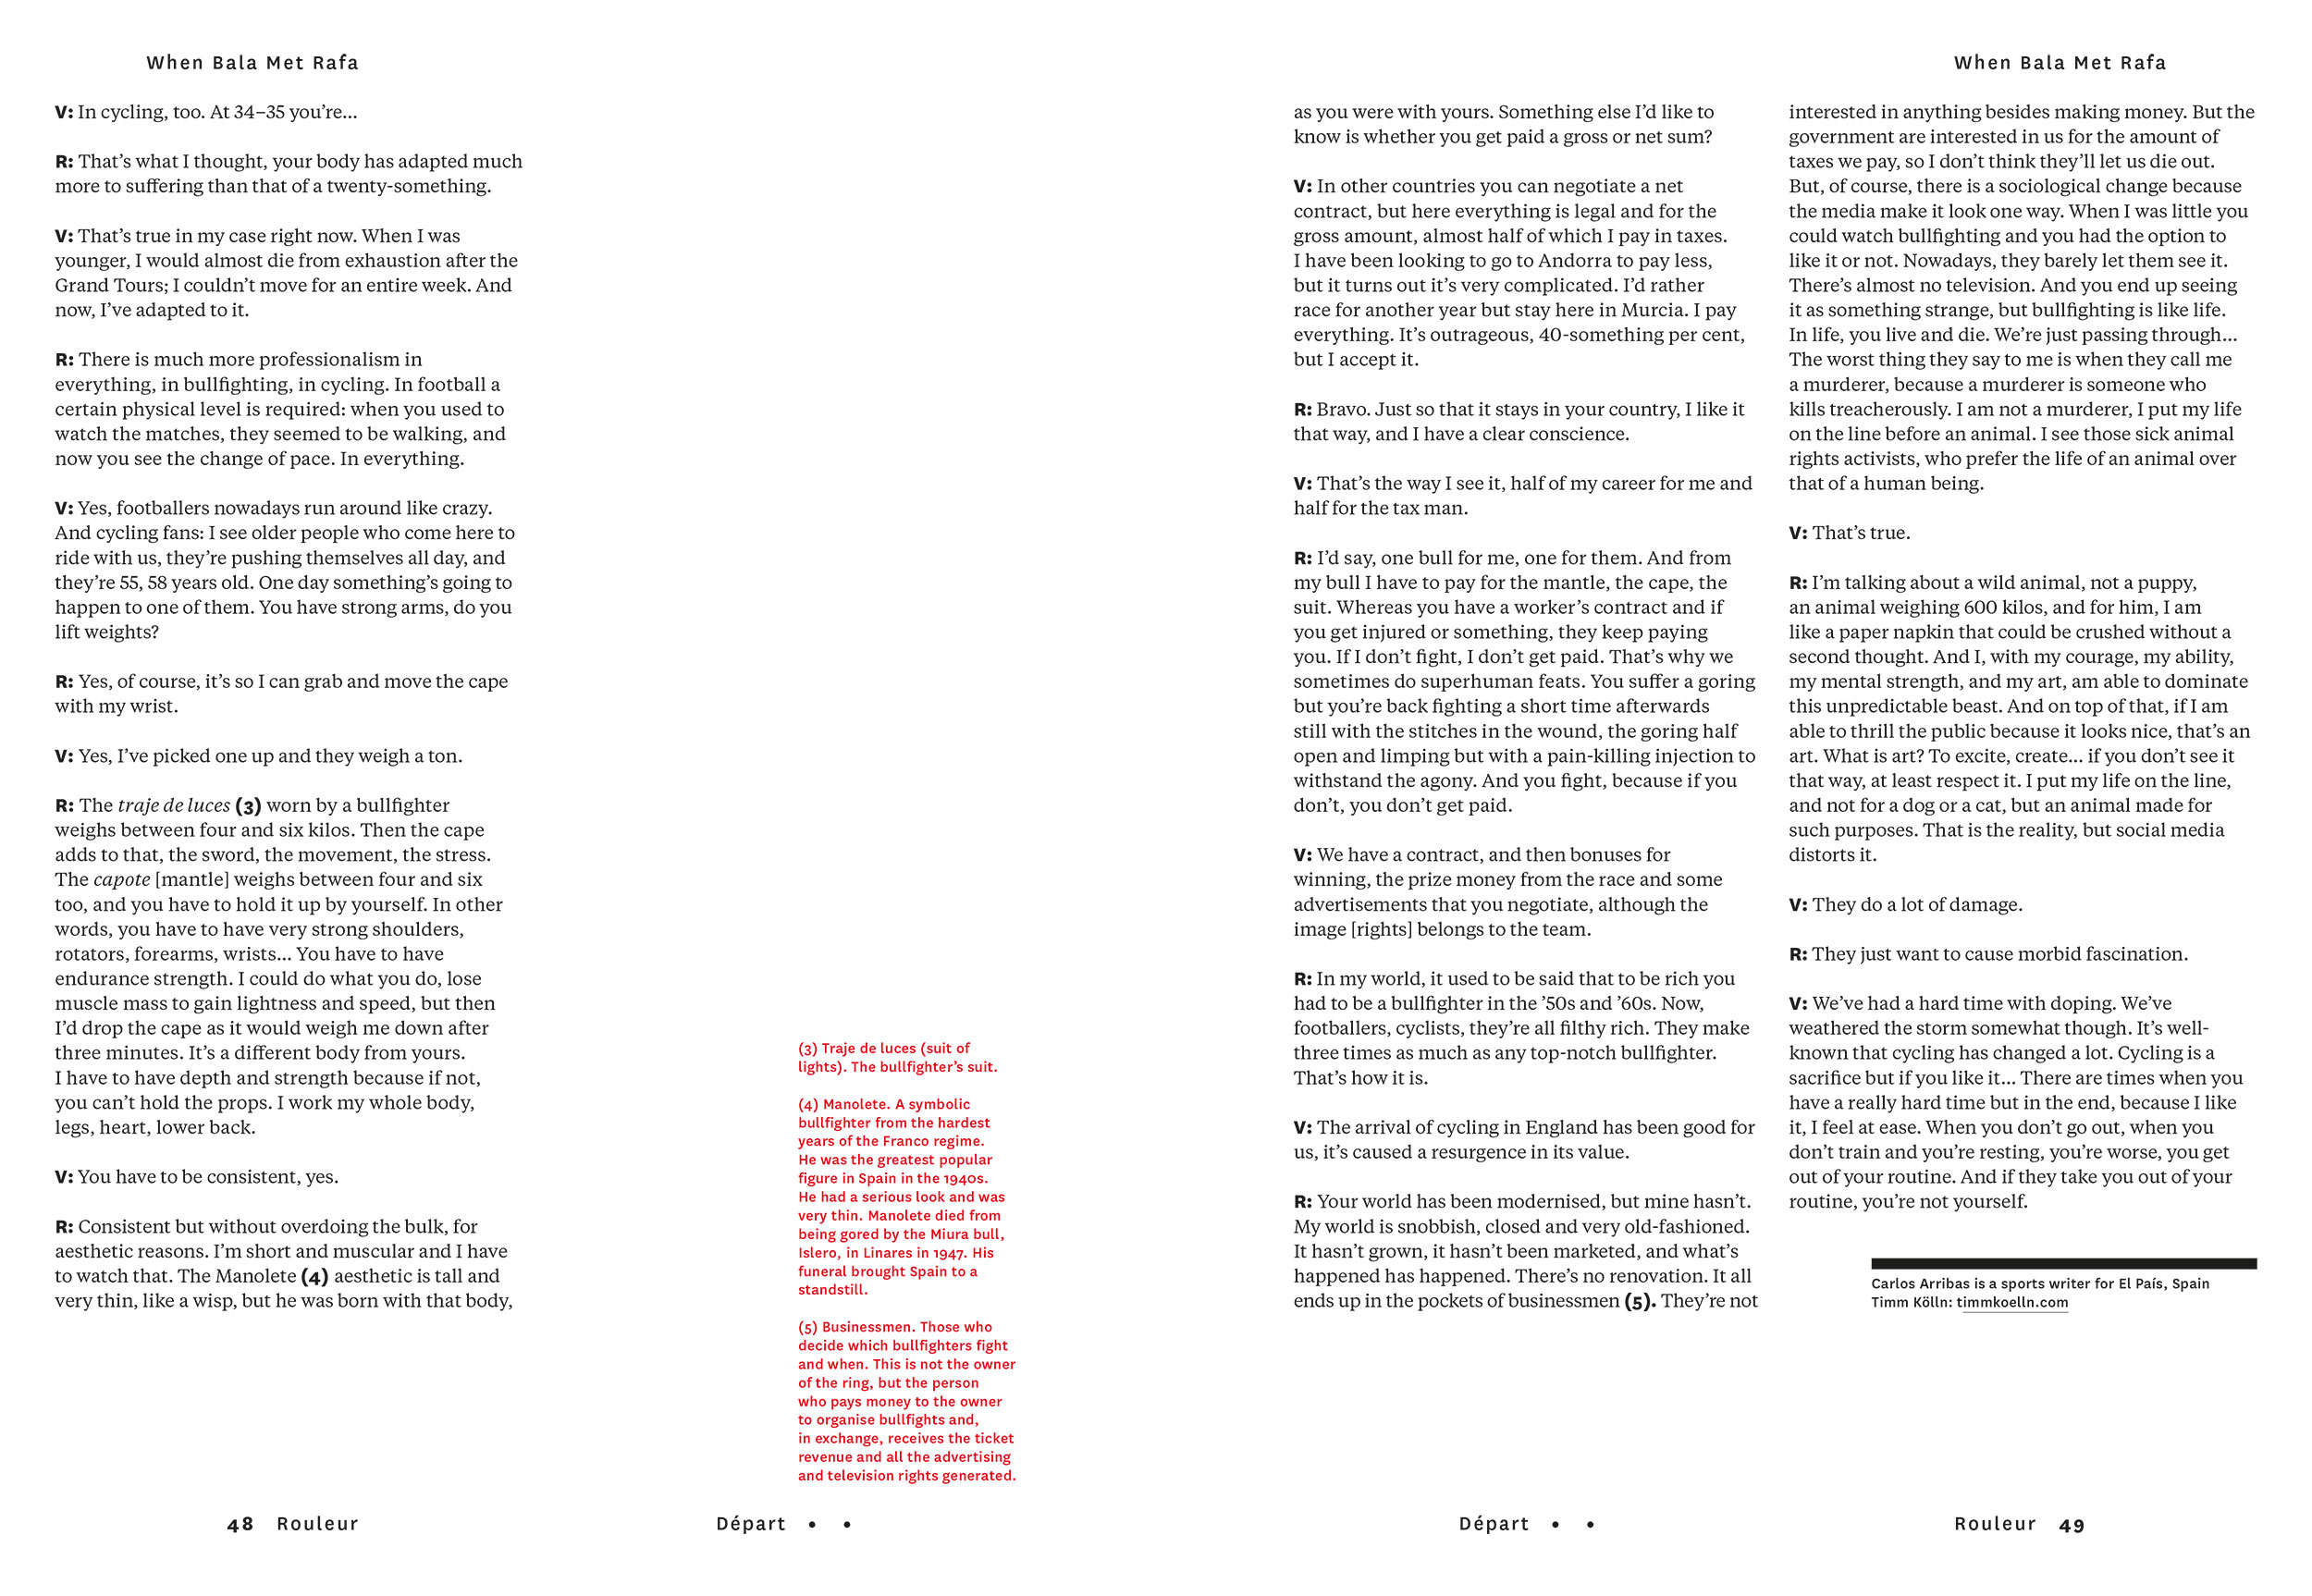 When Bala Met Rafa
V: In cycling, too. At 34–35 you’re...
R: That’s what I thought, your body has adapted much
more to suffering than that of a twenty-something.
V: That’s true in my case right now. When I was
younger, I would almost die from exhaustion after the
Grand Tours; I couldn’t move for an entire week. And
now, I’ve adapted to it.
R: There is much more professionalism in
everything, in bullfighting, in cycling. In football a
certain physical level is required: when you used to
watch the matches, they seemed to be walking, and
now you see the change of pace. In everything.
V: Yes, footballers nowadays run around like crazy.
And cycling fans: I see older people who come here to
ride with us, they’re pushing themselves all day, and
they’re 55, 58 years old. One day something’s going to
happen to one of them. You have strong arms, do you
lift weights?
R: Yes, of course, it’s so I can grab and move the cape
with my wrist.
V: Yes, I’ve picked one up and they weigh a ton.
R: The traje de luces (3) worn by a bullfighter
weighs between four and six kilos. Then the cape
adds to that, the sword, the movement, the stress.
The capote [mantle] weighs between four and six
too, and you have to hold it up by yourself. In other
words, you have to have very strong shoulders,
rotators, forearms, wrists... You have to have
endurance strength. I could do what you do, lose
muscle mass to gain lightness and speed, but then
I’d drop the cape as it would weigh me down after
three minutes. It’s a different body from yours.
I have to have depth and strength because if not,
you can’t hold the props. I work my whole body,
legs, heart, lower back.
V: You have to be consistent, yes.
R: Consistent but without overdoing the bulk, for
aesthetic reasons. I’m short and muscular and I have
to watch that. The Manolete (4) aesthetic is tall and
very thin, like a wisp, but he was born with that body,
(3) Traje de luces (suit of
lights). The bullfighter’s suit.
(4) Manolete. A symbolic
bullfighter from the hardest
years of the Franco regime.
He was the greatest popular
figure in Spain in the 1940s.
He had a serious look and was
very thin. Manolete died from
being gored by the Miura bull,
Islero, in Linares in 1947. His
funeral brought Spain to a
standstill.
(5) Businessmen. Those who
decide which bullfighters fight
and when. This is not the owner
of the ring, but the person
who pays money to the owner
to organise bullfights and,
in exchange, receives the ticket
revenue and all the advertising
and television rights generated.
48 Rouleur
Départ • •
When Bala Met Rafa
as you were with yours. Something else I’d like to
know is whether you get paid a gross or net sum?
V: In other countries you can negotiate a net
contract, but here everything is legal and for the
gross amount, almost half of which I pay in taxes.
I have been looking to go to Andorra to pay less,
but it turns out it’s very complicated. I’d rather
race for another year but stay here in Murcia. I pay
everything. It’s outrageous, 40-something per cent,
but I accept it.
R: Bravo. Just so that it stays in your country, I like it
that way, and I have a clear conscience.
V: That’s the way I see it, half of my career for me and
half for the tax man.
R: I’d say, one bull for me, one for them. And from
my bull I have to pay for the mantle, the cape, the
suit. Whereas you have a worker’s contract and if
you get injured or something, they keep paying
you. If I don’t fight, I don’t get paid. That’s why we
sometimes do superhuman feats. You suffer a goring
but you’re back fighting a short time afterwards
still with the stitches in the wound, the goring half
open and limping but with a pain-killing injection to
withstand the agony. And you fight, because if you
don’t, you don’t get paid.
V: We have a contract, and then bonuses for
winning, the prize money from the race and some
advertisements that you negotiate, although the
image [rights] belongs to the team.
R: In my world, it used to be said that to be rich you
had to be a bullfighter in the ’50s and ’60s. Now,
footballers, cyclists, they’re all filthy rich. They make
three times as much as any top-notch bullfighter.
That’s how it is.
V: The arrival of cycling in England has been good for
us, it’s caused a resurgence in its value.
R: Your world has been modernised, but mine hasn’t.
My world is snobbish, closed and very old-fashioned.
It hasn’t grown, it hasn’t been marketed, and what’s
happened has happened. There’s no renovation. It all
ends up in the pockets of businessmen (5). They’re not
interested in anything besides making money. But the
government are interested in us for the amount of
taxes we pay, so I don’t think they’ll let us die out.
But, of course, there is a sociological change because
the media make it look one way. When I was little you
could watch bullfighting and you had the option to
like it or not. Nowadays, they barely let them see it.
There’s almost no television. And you end up seeing
it as something strange, but bullfighting is like life.
In life, you live and die. We’re just passing through...
The worst thing they say to me is when they call me
a murderer, because a murderer is someone who
kills treacherously. I am not a murderer, I put my life
on the line before an animal. I see those sick animal
rights activists, who prefer the life of an animal over
that of a human being.
V: That’s true.
R: I’m talking about a wild animal, not a puppy,
an animal weighing 600 kilos, and for him, I am
like a paper napkin that could be crushed without a
second thought. And I, with my courage, my ability,
my mental strength, and my art, am able to dominate
this unpredictable beast. And on top of that, if I am
able to thrill the public because it looks nice, that’s an
art. What is art? To excite, create... if you don’t see it
that way, at least respect it. I put my life on the line,
and not for a dog or a cat, but an animal made for
such purposes. That is the reality, but social media
distorts it.
V: They do a lot of damage.
R: They just want to cause morbid fascination.
V: We’ve had a hard time with doping. We’ve
weathered the storm somewhat though. It’s well-
known that cycling has changed a lot. Cycling is a
sacrifice but if you like it... There are times when you
have a really hard time but in the end, because I like
it, I feel at ease. When you don’t go out, when you
don’t train and you’re resting, you’re worse, you get
out of your routine. And if they take you out of your
routine, you’re not yourself.
Carlos Arribas is a sports writer for El País, Spain
Timm Kölln: timmkoelln.com
Départ • •
Rouleur 49